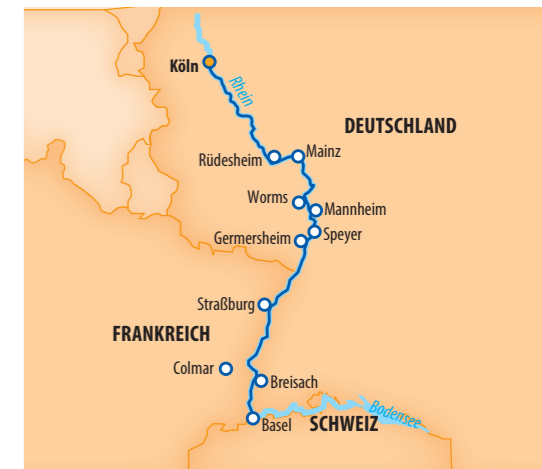 Köln
Rhein
DEUTSCHLAND
Rüdesheim
Mainz
Worms
Mannheim
Germersheim
Speyer
Straßburg
FRANKREICH
Colmar
Breisach
Basel
SCHWEIZ
Bodensee